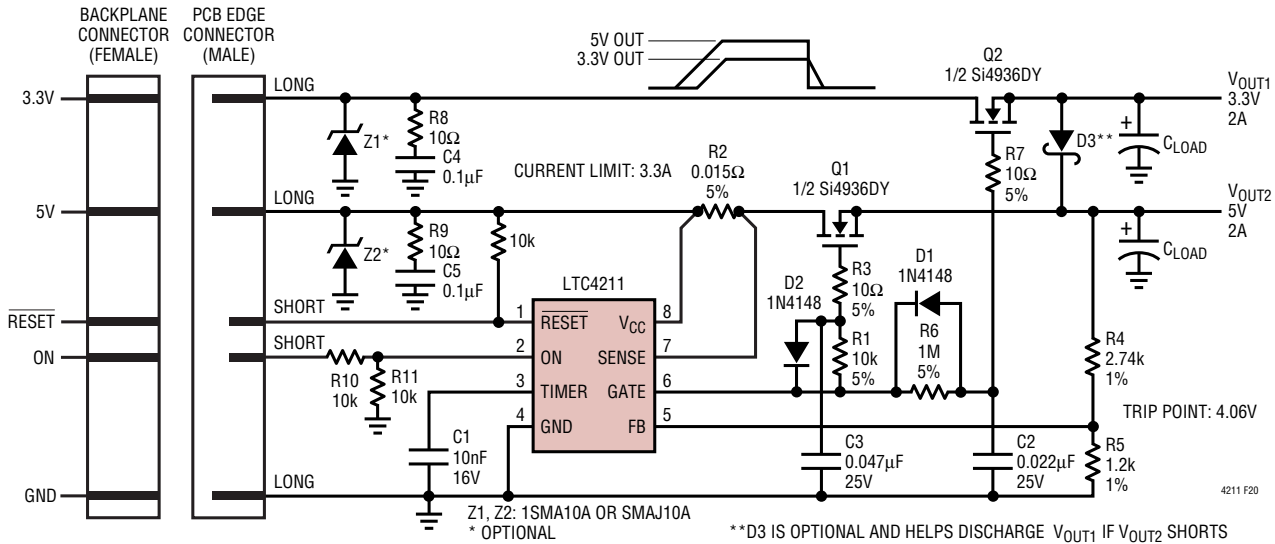 BACKPLANE
CONNECTOR
(FEMALE)
PCB EDGE
CONNECTOR
(MALE)
5V OUT
3.3V OUT
Q2
1/2 Si4936DY
LONG
3.3V
VOUT1
3.3V
2A
Z1*
R8
10Ω
C4
0.1µF
CURRENT LIMIT: 3.3A
R2
0.015Ω
5%
Q1
1/2 Si4936DY
R7
10Ω
5%
D3**
+
CLOAD
LONG
5V
VOUT2
5V
2A
Z2*
R9
10Ω
C5
0.1µF
10k
+
CLOAD
LTC4211
D2
1N4148
R3
10Ω
5%
D1
1N4148
RESET
SHORT
1
RESET
VCC
8
ON
SHORT
2
ON
SENSE
7
R10
10k
R11
10k
3
TIMER
GATE
6
4
GND
FB
5
R1
10k
5%
R6
1M
5%
R4
2.74k
1%
TRIP POINT: 4.06V
C1
10nF
16V
C3
0.047µF
25V
C2
0.022µF
25V
R5
1.2k
1%
GND
LONG
4211 F20
Z1, Z2: 1SMA10A OR SMAJ10A
* OPTIONAL
**D3 IS OPTIONAL AND HELPS DISCHARGE VOUT1 IF VOUT2 SHORTS